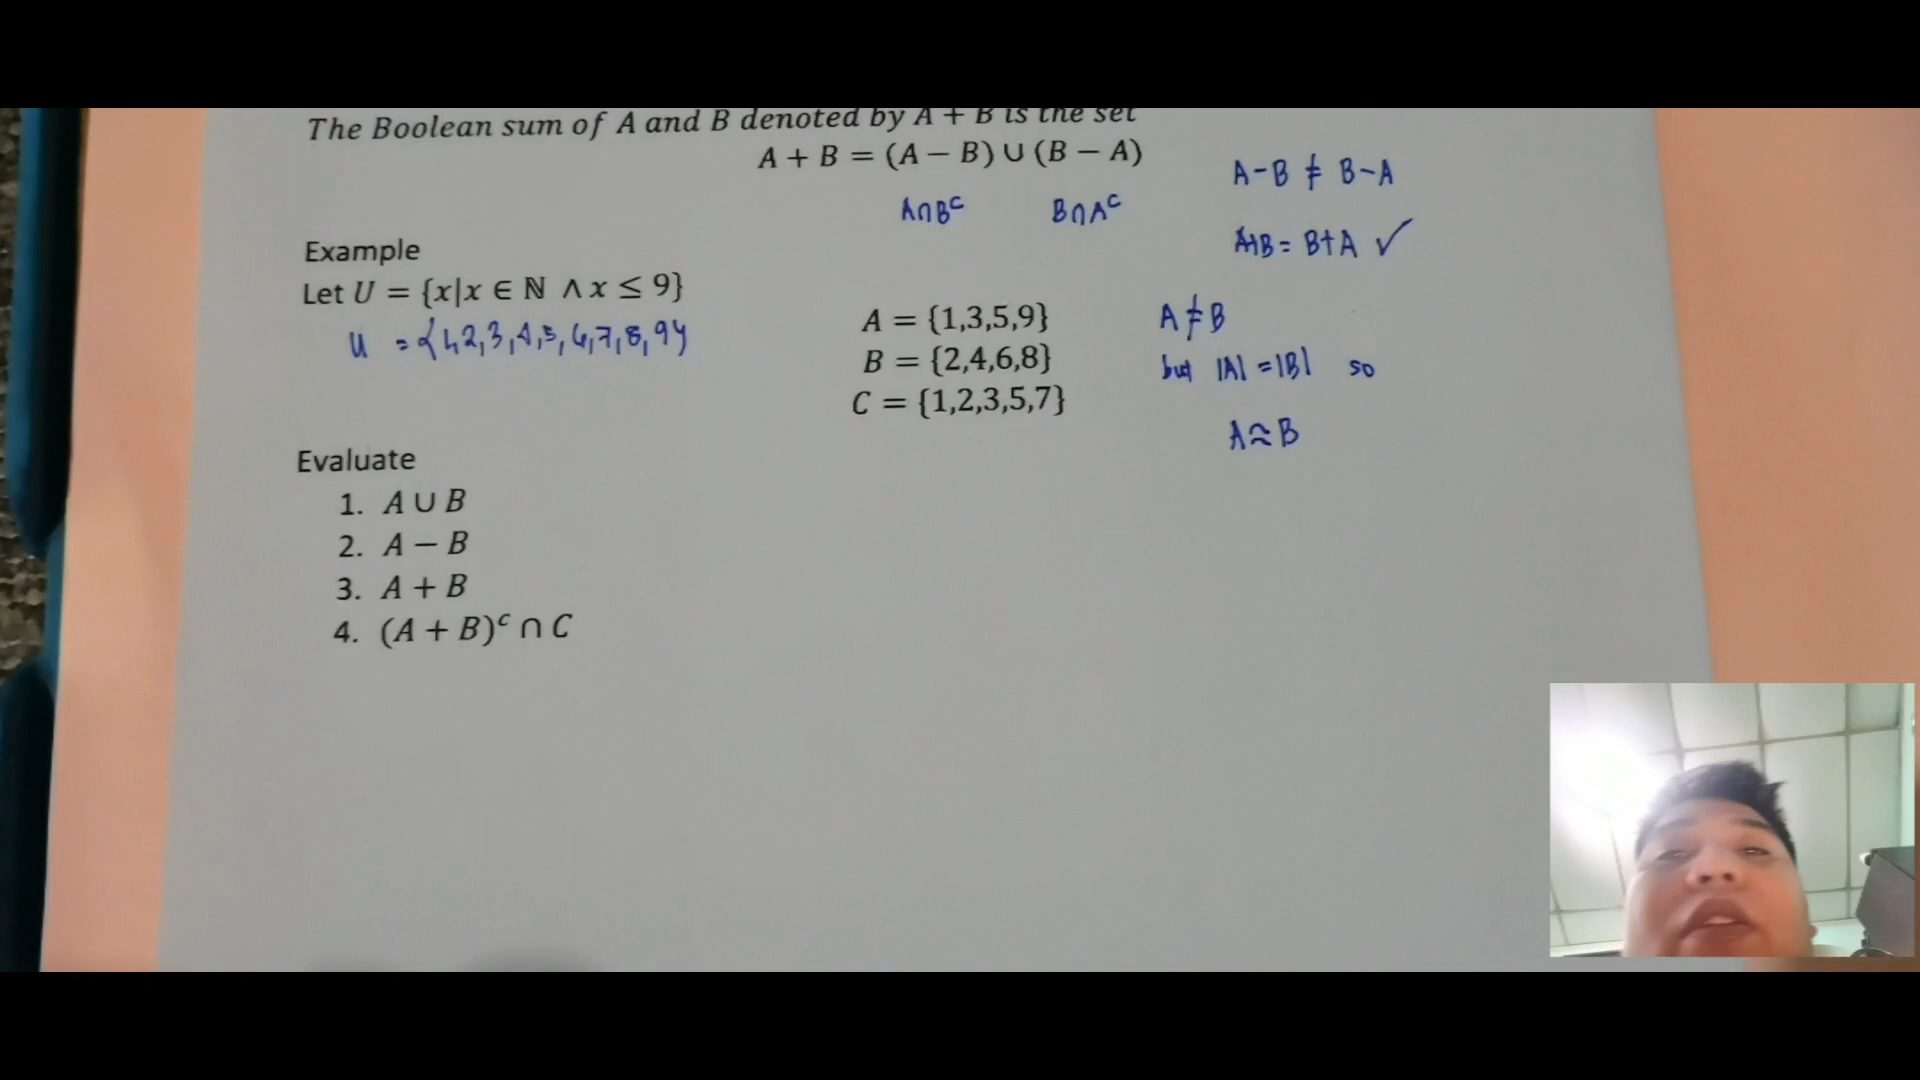 The Boolean sum of A and B denoted by A + B is the set
A + B = (A − B) ∪ (B − A)
A∩Bᶜ B∩Aᶜ
A−B ≠ B−A
A+B = B+A ✓
Example
Let U = {x|x ∈ ℕ ∧ x ≤ 9}
U = {1,2,3,4,5,6,7,8,9}
A = {1,3,5,9}
B = {2,4,6,8}
C = {1,2,3,5,7}
A ≠ B
but |A| = |B| so
A ≈ B
Evaluate
1. A ∪ B
2. A − B
3. A + B
4. (A + B)ᶜ ∩ C